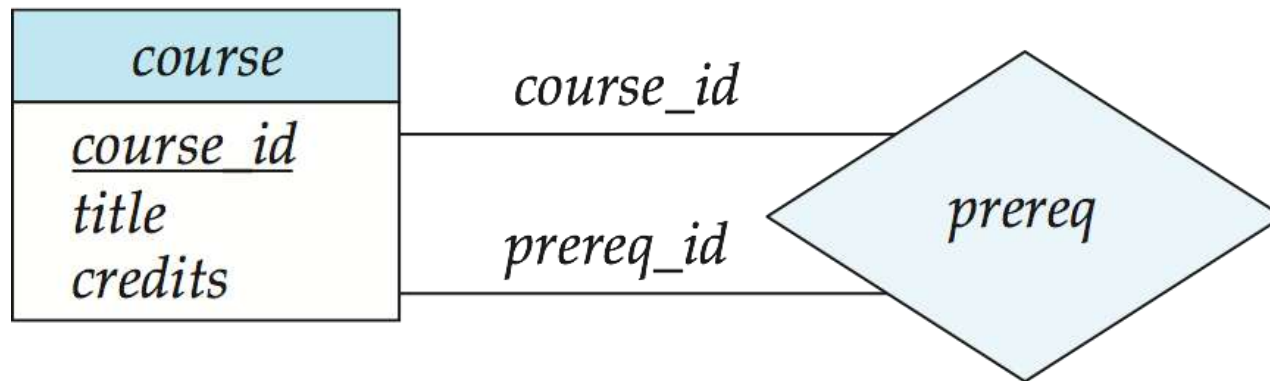 course
course_id
title
credits
course_id
prereq_id
prereq